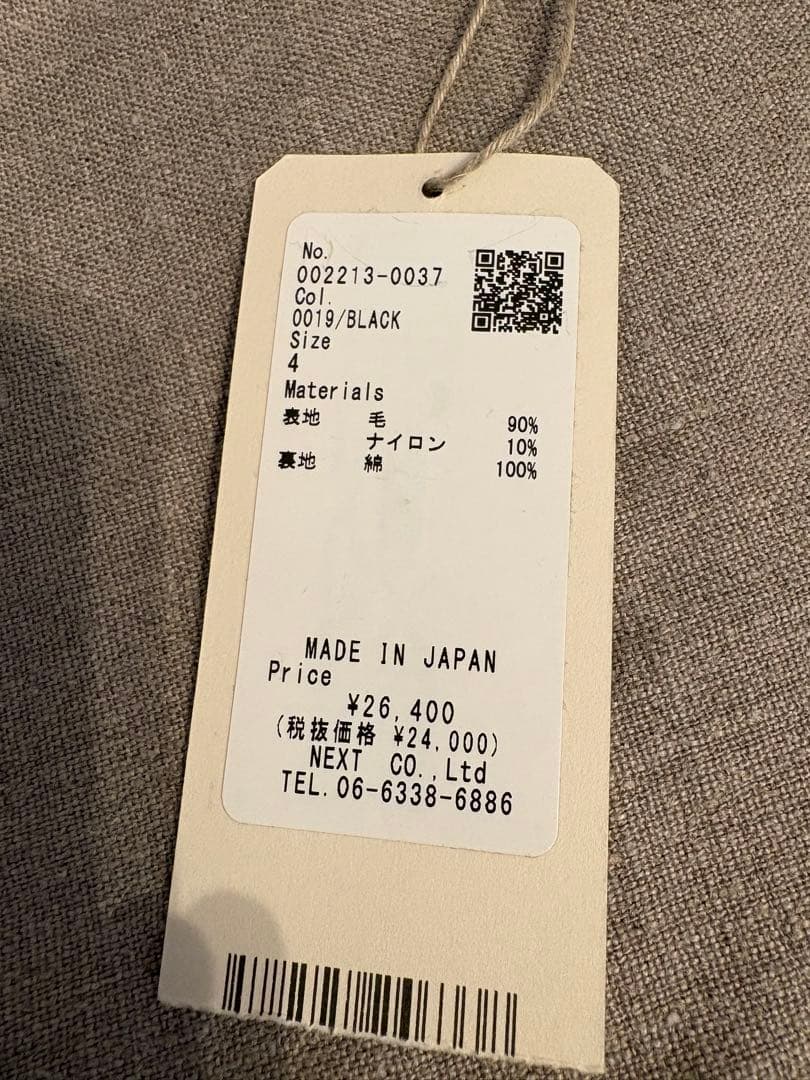 No.
002213-0037
Col.
0019/BLACK
Size
4
Materials
表地 毛 90%
ナイロン 10%
裏地 綿 100%
MADE IN JAPAN
Price
¥26,400
(税抜価格 ¥24,000)
NEXT CO.,Ltd
TEL.06-6338-6886